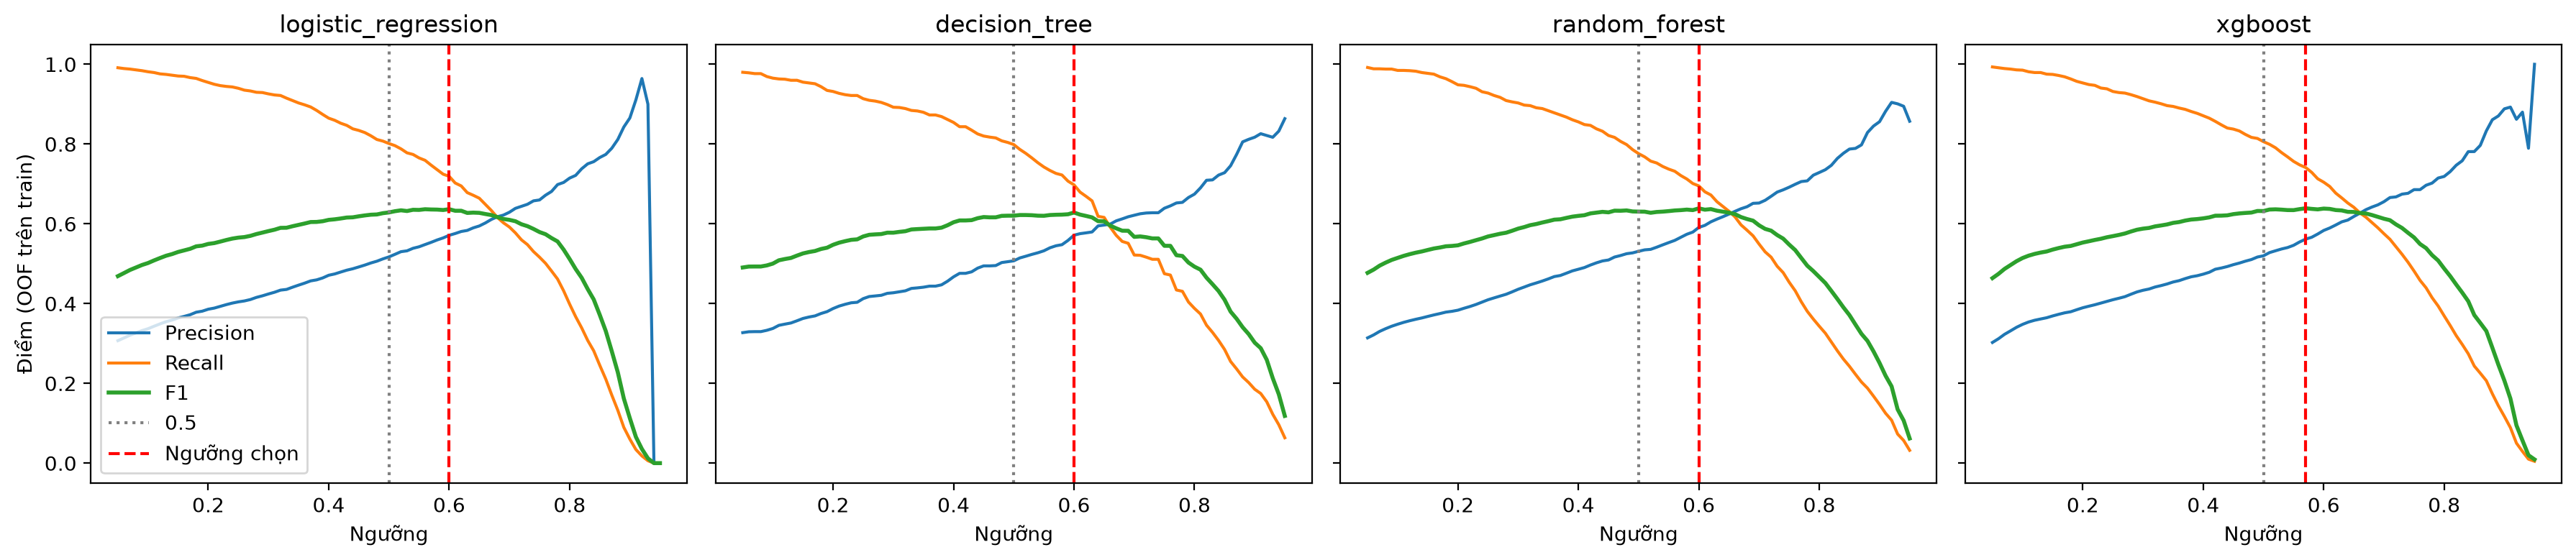 logistic_regression
decision_tree
random_forest
xgboost
Điểm (OOF trên train)
1.0
0.8
0.6
0.4
0.2
0.0
Precision
Recall
F1
0.5
Ngưỡng chọn
0.2 0.4 0.6 0.8
0.2 0.4 0.6 0.8
0.2 0.4 0.6 0.8
0.2 0.4 0.6 0.8
Ngưỡng
Ngưỡng
Ngưỡng
Ngưỡng